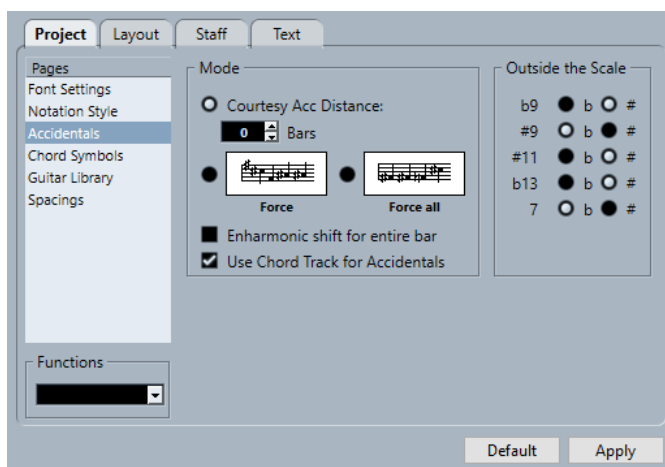 Project Layout Staff Text
Pages
Font Settings
Notation Style
Accidentals
Chord Symbols
Guitar Library
Spacings
Functions
Mode
Courtesy Acc Distance:
0 Bars
Force Force all
Enharmonic shift for entire bar
Use Chord Track for Accidentals
Outside the Scale
b9 b #
#9 b #
#11 b #
b13 b #
7 b #
Default Apply